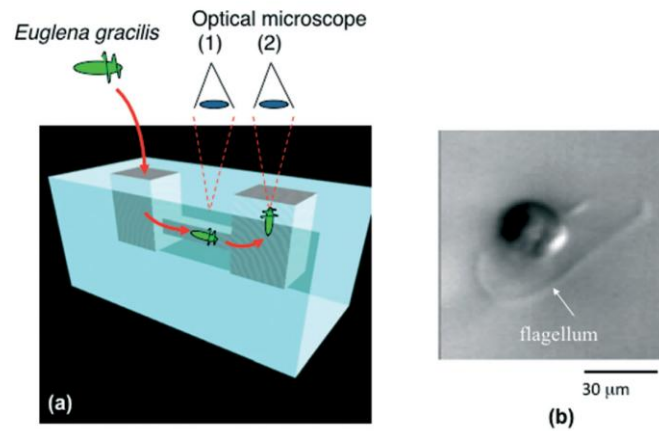 Euglena gracilis
Optical microscope
(1) (2)
(a)
flagellum
30 μm
(b)